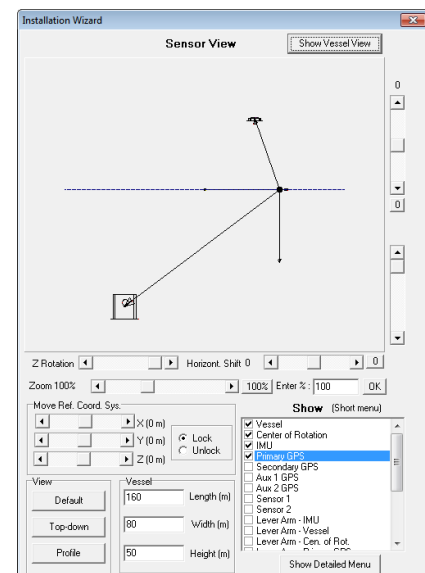 Installation Wizard
Sensor View
Show Vessel View
0
0
Z Rotation
Horizont. Shift 0
0
Zoom 100%
100%
Enter % :
100
OK
Move Ref. Coord. Sys.
X (0 m)
Y (0 m)
Z (0 m)
Lock
Unlock
Show (Short menu)
Vessel
Center of Rotation
IMU
Primary GPS
Secondary GPS
Aux 1 GPS
Aux 2 GPS
Sensor 1
Sensor 2
Lever Arm - IMU
Lever Arm - Vessel
Lever Arm - Cen. of Rot.
Show Detailed Menu
View
Default
Top-down
Profile
Vessel
160 Length (m)
80 Width (m)
50 Height (m)